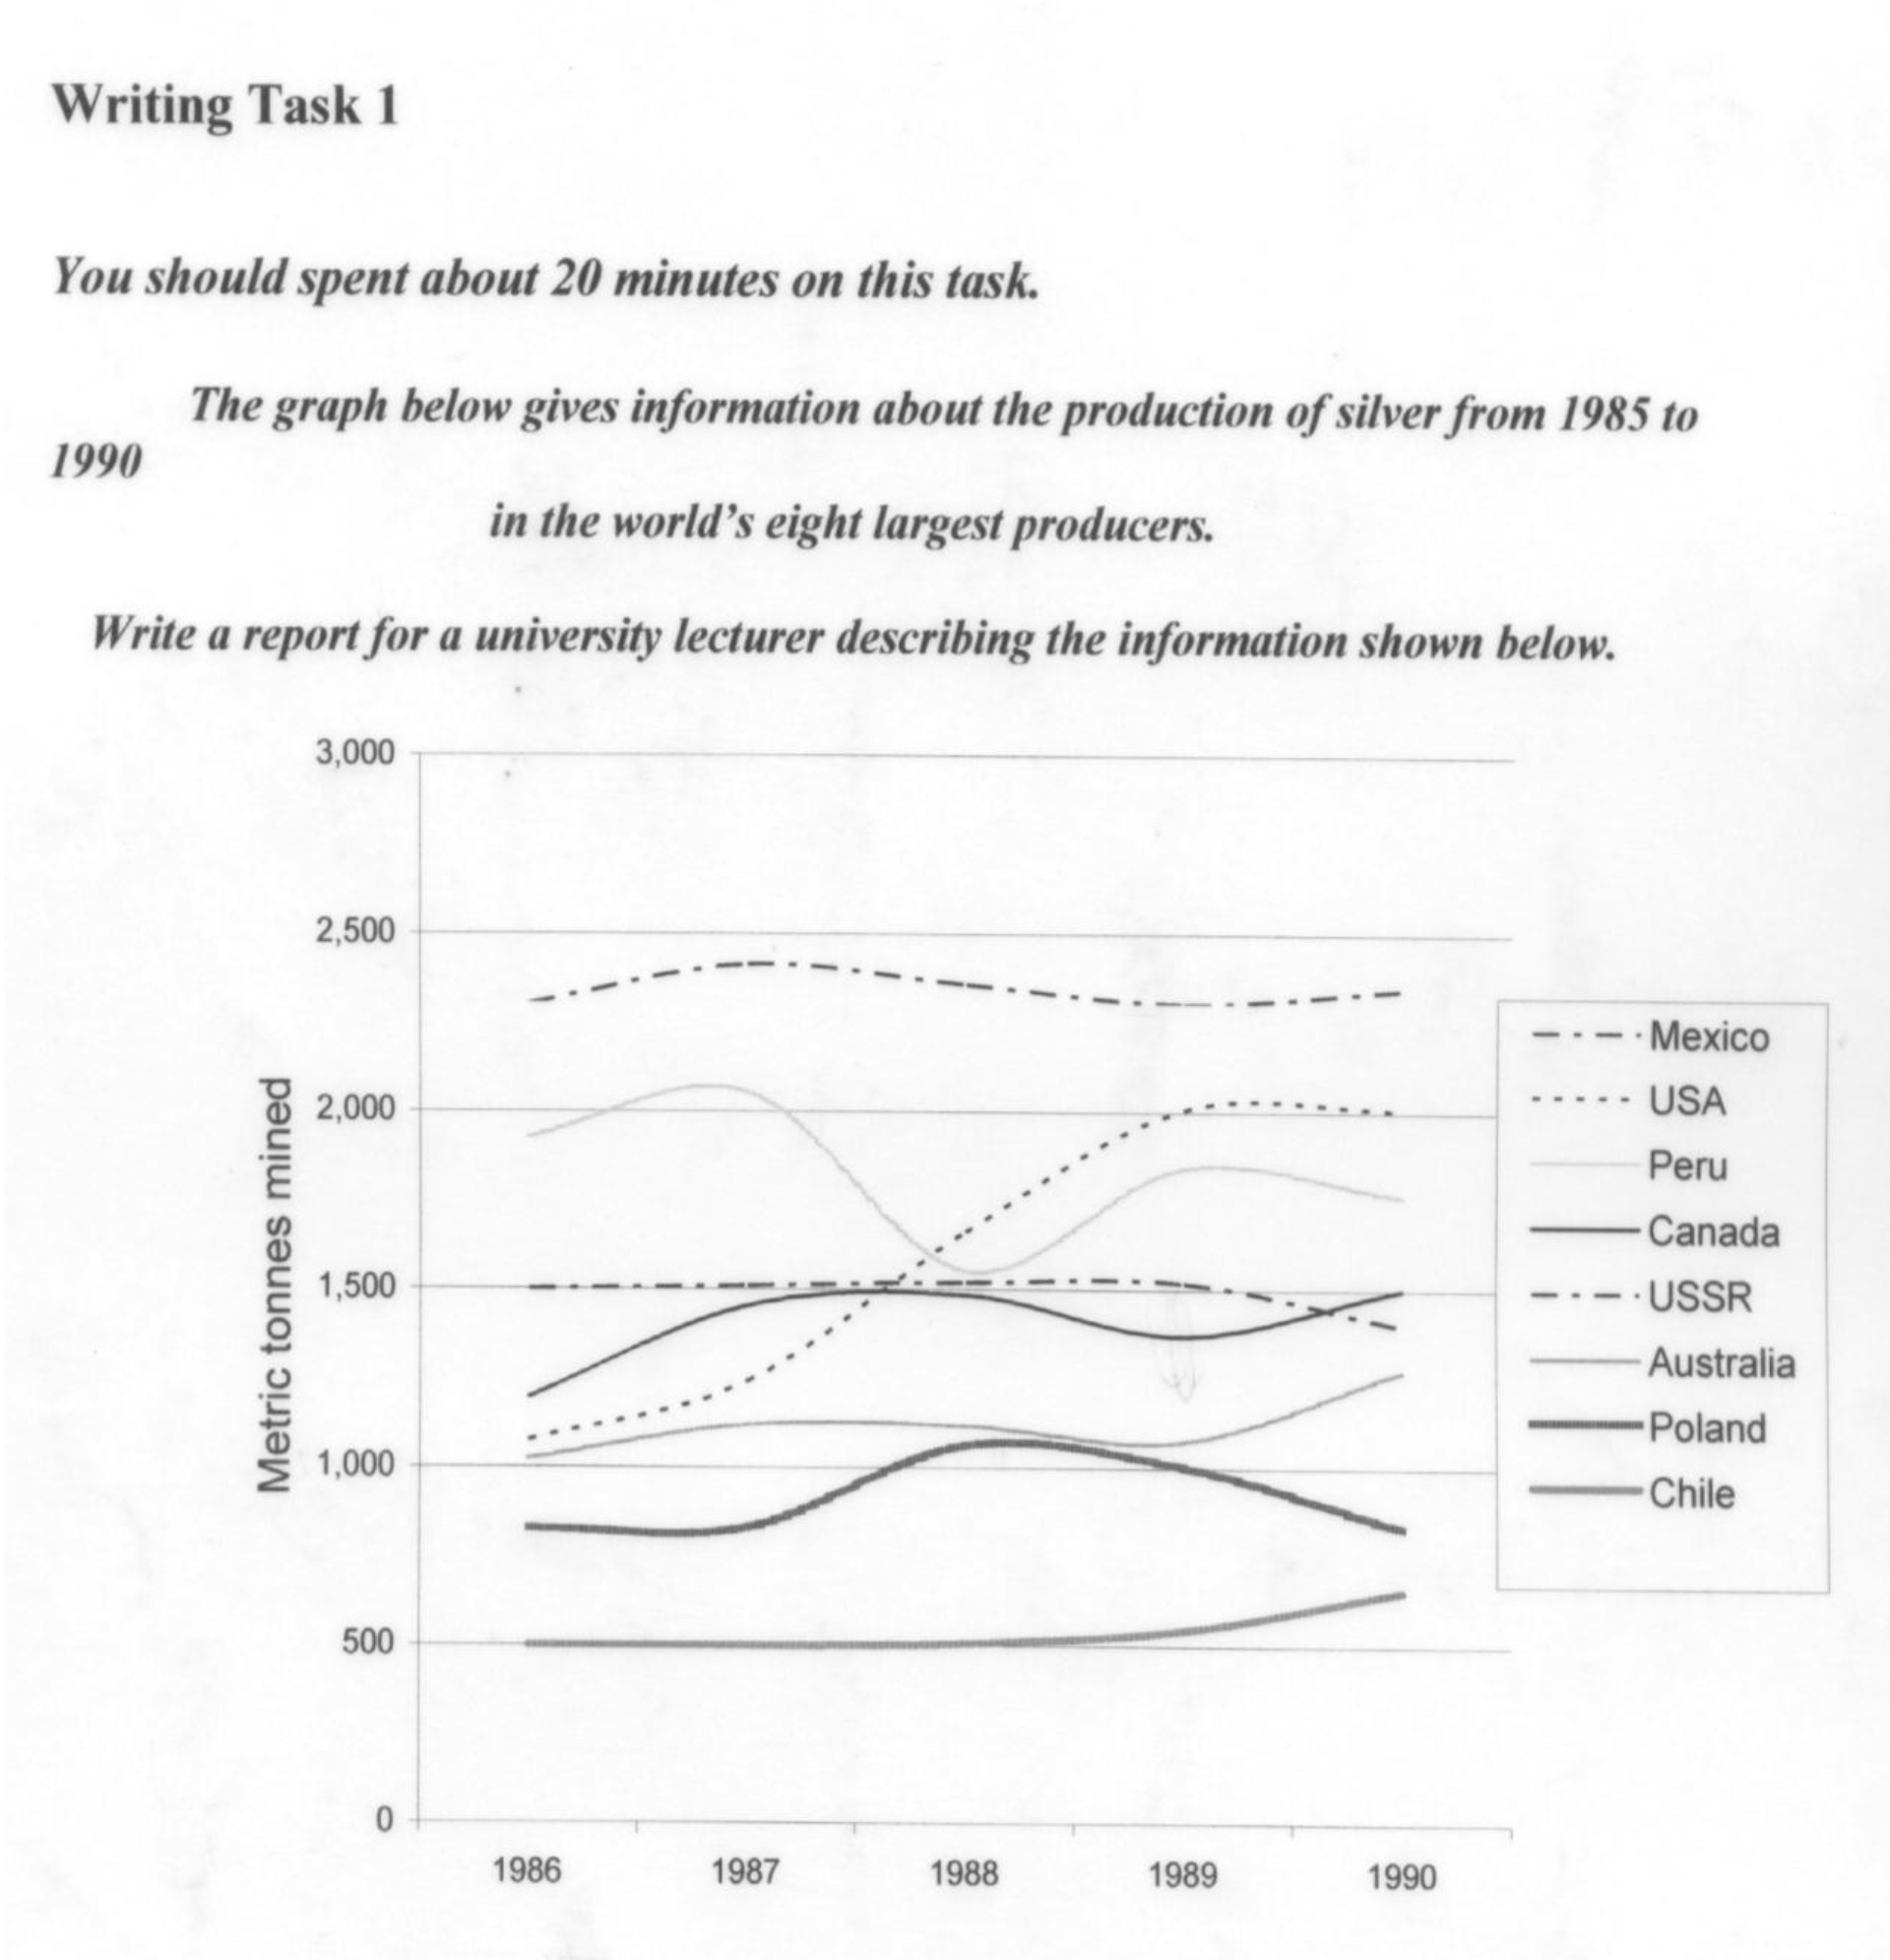 Writing Task 1
You should spent about 20 minutes on this task.
The graph below gives information about the production of silver from 1985 to
1990
in the world's eight largest producers.
Write a report for a university lecturer describing the information shown below.
3,000
2,500
2,000
1,500
1,000
500
0
Metric tonnes mined
1986 1987 1988 1989 1990
Mexico
USA
Peru
Canada
USSR
Australia
Poland
Chile